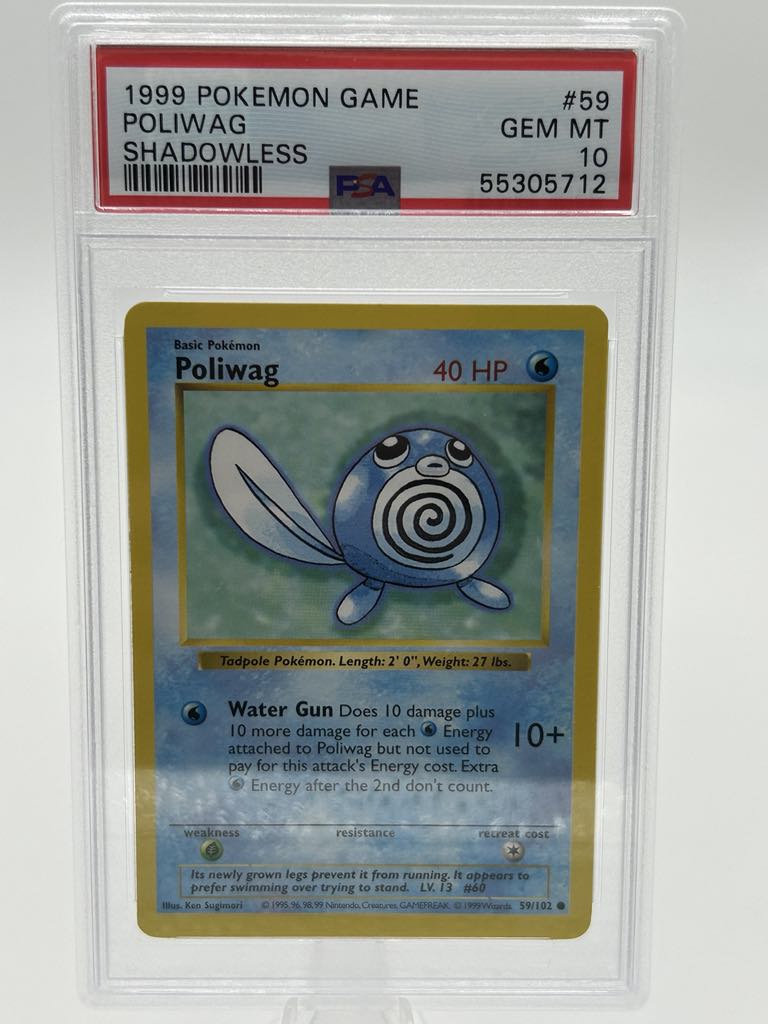 1999 POKEMON GAME #59
POLIWAG GEM MT
SHADOWLESS 10
PSA 55305712
Basic Pokémon
Poliwag 40 HP
Tadpole Pokémon. Length: 2' 0", Weight: 27 lbs.
Water Gun Does 10 damage plus
10 more damage for each Energy 10+
attached to Poliwag but not used to
pay for this attack's Energy cost. Extra
Energy after the 2nd don't count.
weakness resistance retreat cost
Its newly grown legs prevent it from running. It appears to
prefer swimming over trying to stand. LV. 13 #60
Illus. Ken Sugimori © 1995, 96, 98, 99 Nintendo, Creatures, GAMEFREAK. © 1999 Wizards. 59/102